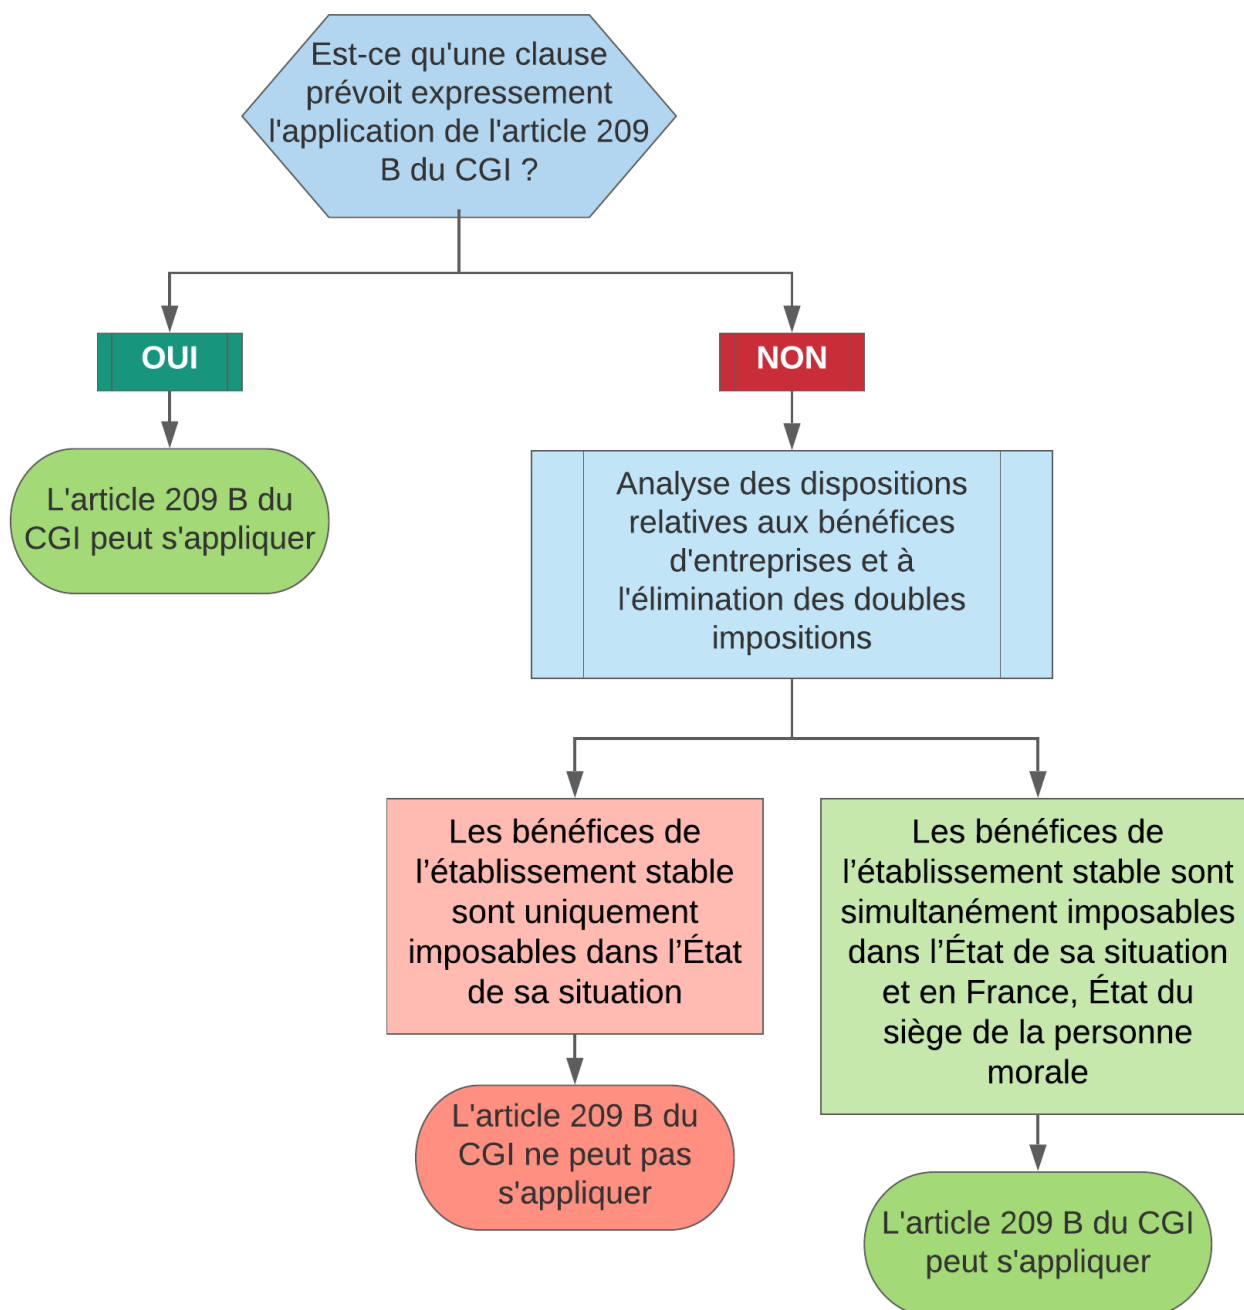 Est-ce qu'une clause
prévoit expressement
l'application de l'article 209
B du CGI ?
OUI
NON
L'article 209 B du
CGI peut s'appliquer
Analyse des dispositions
relatives aux bénéfices
d'entreprises et à
l'élimination des doubles
impositions
Les bénéfices de
l’établissement stable
sont uniquement
imposables dans l’État
de sa situation
Les bénéfices de
l’établissement stable sont
simultanément imposables
dans l’État de sa situation
et en France, État du
siège de la personne
morale
L'article 209 B du
CGI ne peut pas
s'appliquer
L'article 209 B du CGI
peut s'appliquer